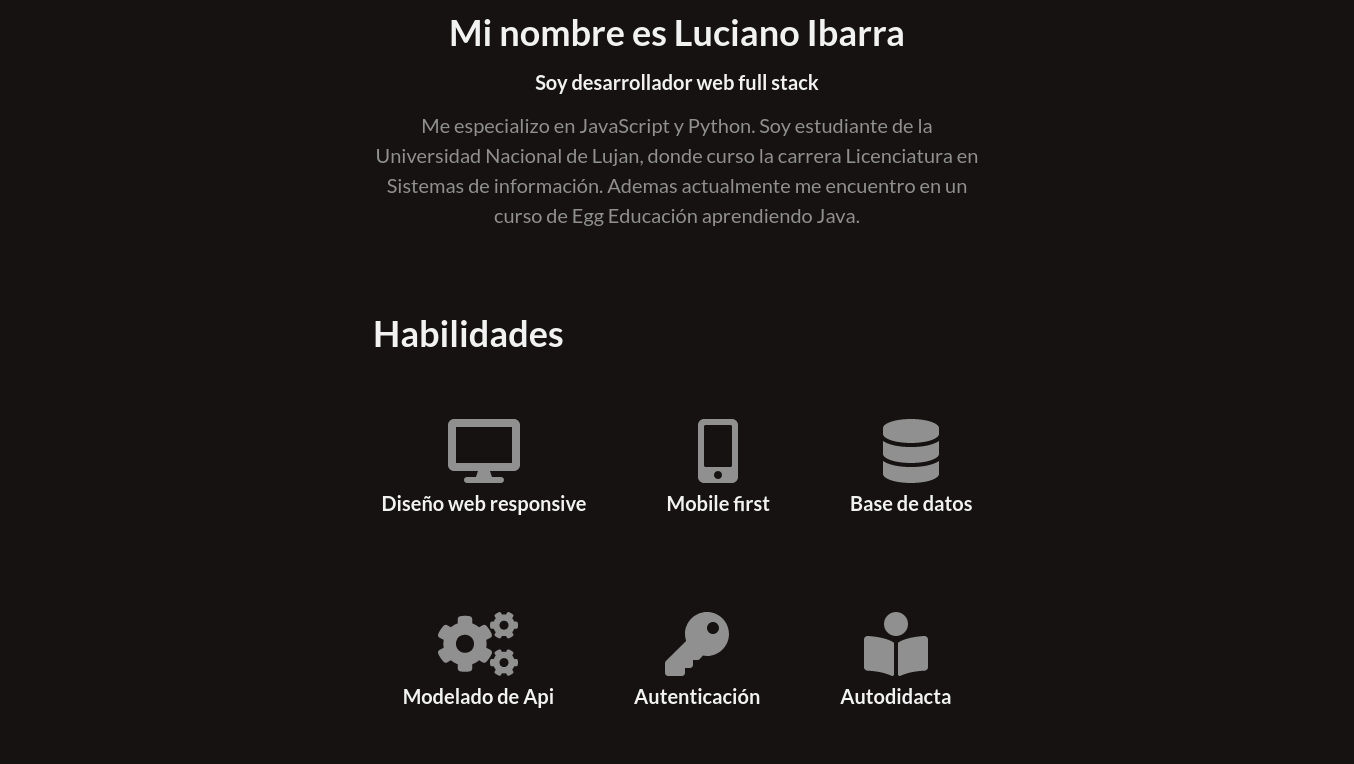 Mi nombre es Luciano Ibarra
Soy desarrollador web full stack
Me especializo en JavaScript y Python. Soy estudiante de la
Universidad Nacional de Lujan, donde curso la carrera Licenciatura en
Sistemas de información. Ademas actualmente me encuentro en un
curso de Egg Educación aprendiendo Java.
Habilidades
Diseño web responsive
Mobile first
Base de datos
Modelado de Api
Autenticación
Autodidacta